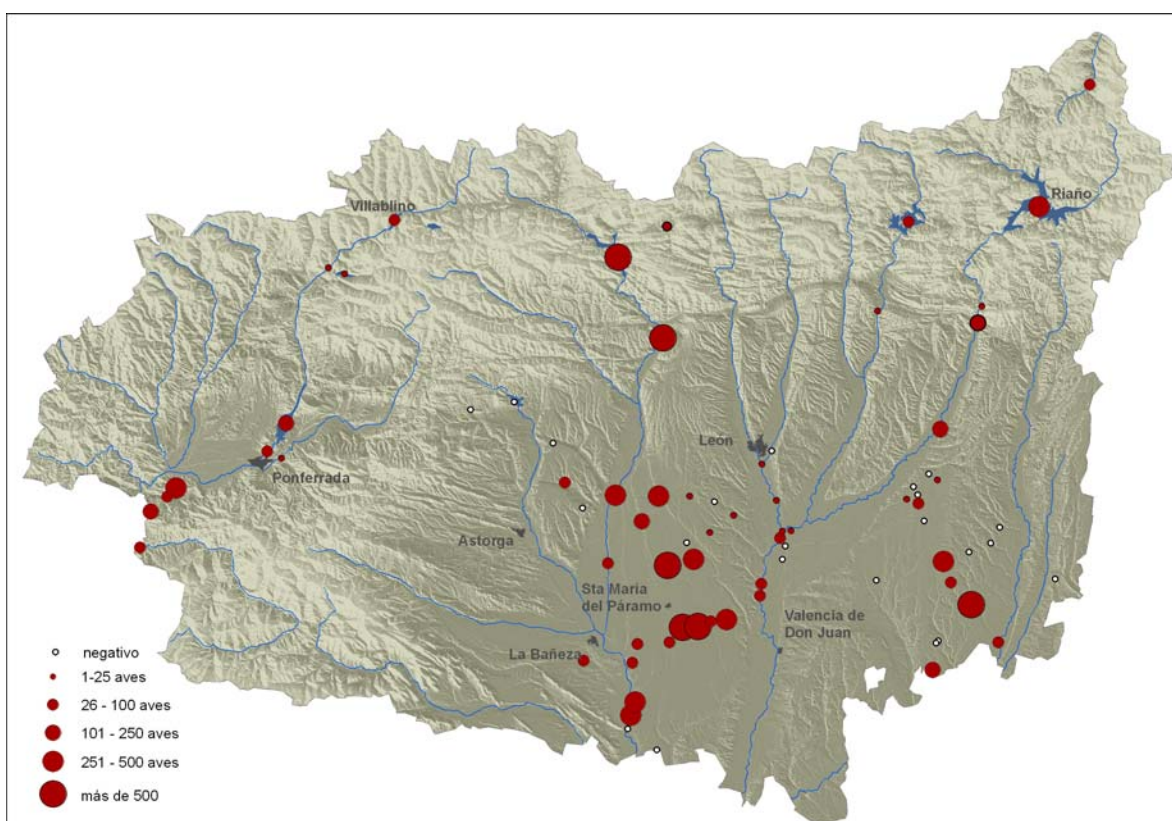 Riaño
Villablino
León
Ponferrada
Astorga
Sta María
del Páramo
Valencia de
Don Juan
La Bañeza
negativo
1-25 aves
26 - 100 aves
101 - 250 aves
251 - 500 aves
más de 500